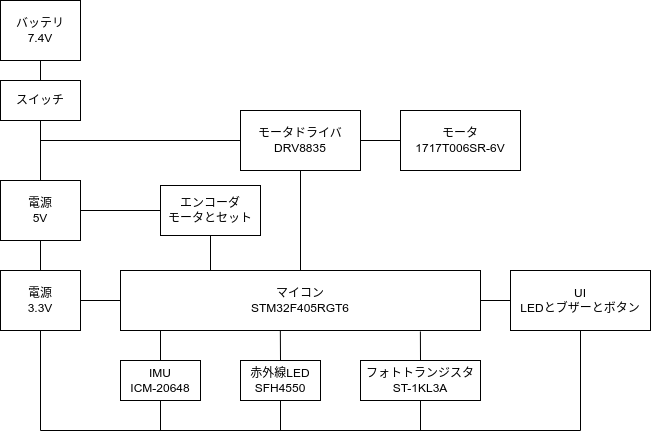 バッテリ
7.4V
スイッチ
モータドライバ
DRV8835
モータ
1717T006SR-6V
電源
5V
エンコーダ
モータとセット
電源
3.3V
マイコン
STM32F405RGT6
UI
LEDとブザーとボタン
IMU
ICM-20648
赤外線LED
SFH4550
フォトトランジスタ
ST-1KL3A